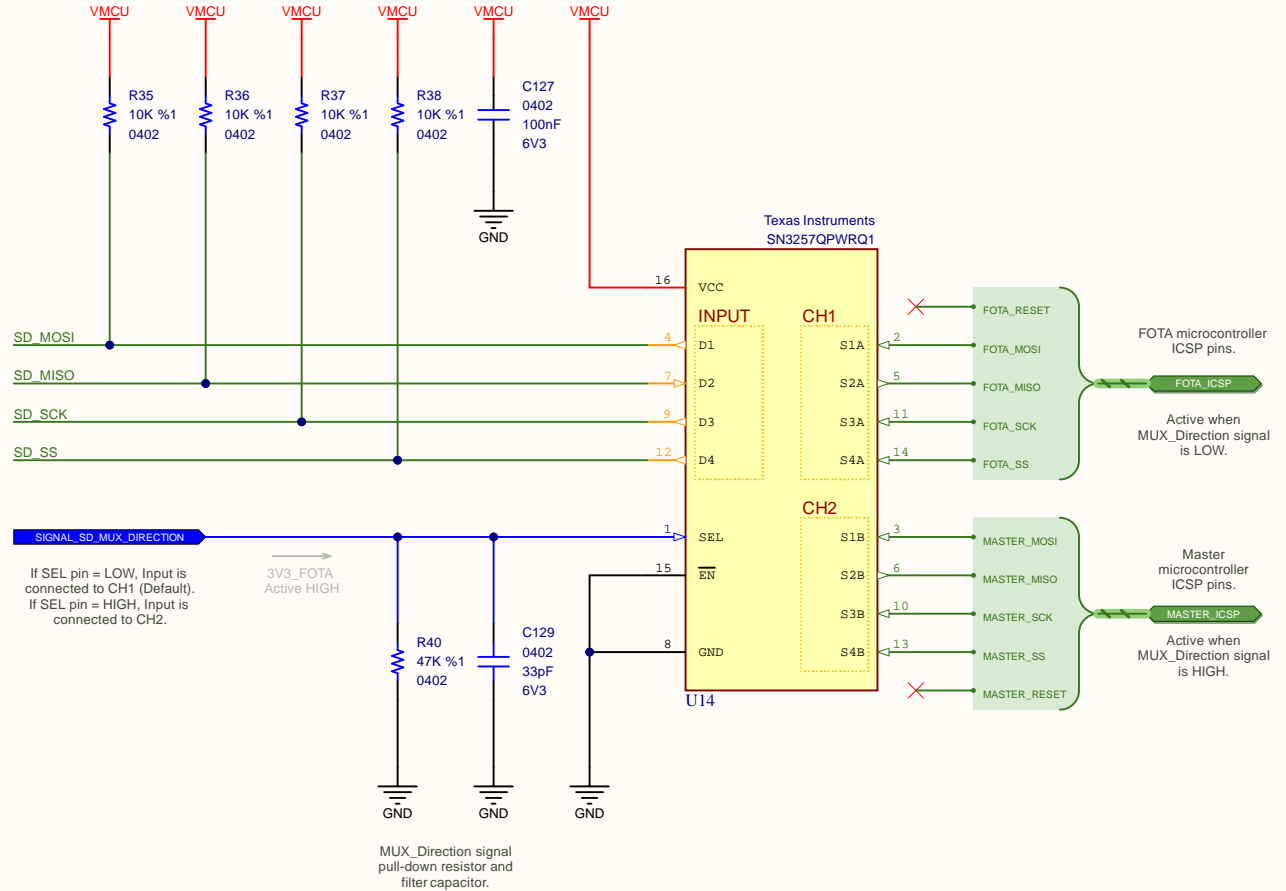 VMCU
VMCU
VMCU
VMCU
VMCU
VMCU
R35
10K %1
0402
R36
10K %1
0402
R37
10K %1
0402
R38
10K %1
0402
C127
0402
100nF
6V3
GND
Texas Instruments
SN3257QPWRQ1
16
VCC
INPUT
CH1
SD_MOSI
4
D1
S1A
2
SD_MISO
7
D2
S2A
5
SD_SCK
9
D3
S3A
11
SD_SS
12
D4
S4A
14
FOTA_RESET
FOTA_MOSI
FOTA_MISO
FOTA_SCK
FOTA_SS
FOTA microcontroller
ICSP pins.
FOTA_ICSP
Active when
MUX_Direction signal
is LOW.
CH2
SIGNAL_SD_MUX_DIRECTION
1
SEL
S1B
3
15
EN
S2B
6
S3B
10
8
GND
S4B
13
U14
MASTER_MOSI
MASTER_MISO
MASTER_SCK
MASTER_SS
MASTER_RESET
Master
microcontroller
ICSP pins.
MASTER_ICSP
Active when
MUX_Direction signal
is HIGH.
If SEL pin = LOW, Input is
connected to CH1 (Default).
If SEL pin = HIGH, Input is
connected to CH2.
3V3_FOTA
Active HIGH
R40
47K %1
0402
C129
0402
33pF
6V3
GND
GND
GND
MUX_Direction signal
pull-down resistor and
filter capacitor.